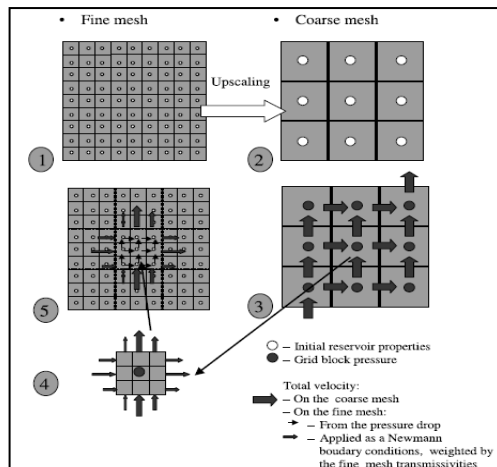 • Fine mesh
• Coarse mesh
Upscaling
1
2
5
3
4
– Initial reservoir properties
– Grid block pressure
Total velocity:
– On the coarse mesh
– On the fine mesh:
– From the pressure drop
– Applied as a Newmann
boudary conditions, weighted by
the fine mesh transmissivities